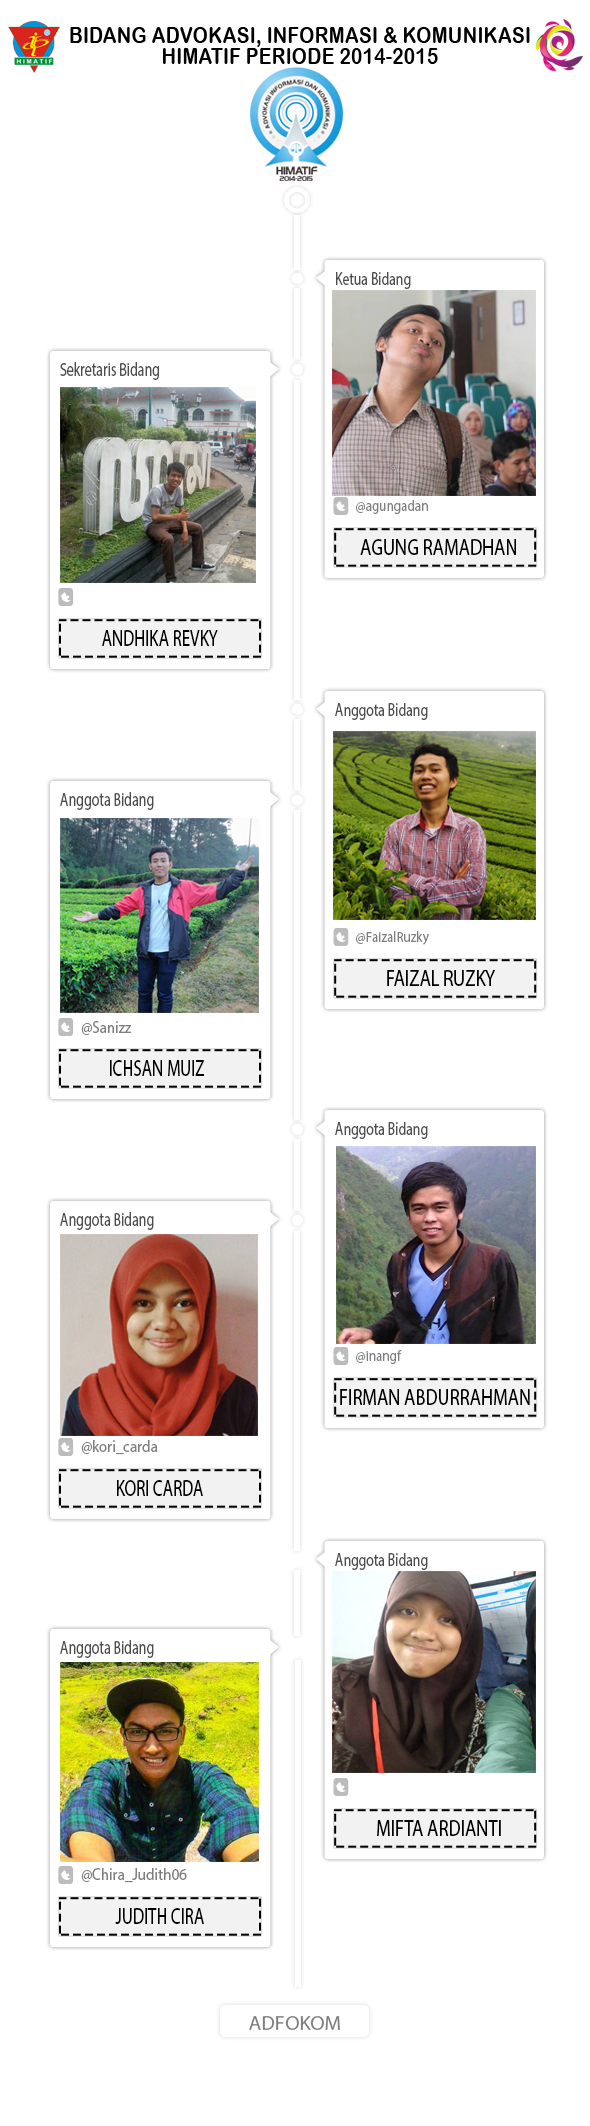 BIDANG ADVOKASI, INFORMASI & KOMUNIKASI
HIMATIF PERIODE 2014-2015
HIMATIF
ADVOKASI INFORMASI DAN KOMUNIKASI
HIMATIF
2014-2015
Ketua Bidang
@agungadan
AGUNG RAMADHAN
Sekretaris Bidang
ANDHIKA REVKY
Anggota Bidang
@FaizalRuzky
FAIZAL RUZKY
Anggota Bidang
@Sanizz
ICHSAN MUIZ
Anggota Bidang
@inangf
FIRMAN ABDURRAHMAN
Anggota Bidang
@kori_carda
KORI CARDA
Anggota Bidang
MIFTA ARDIANTI
Anggota Bidang
@Chira_Judith06
JUDITH CIRA
ADFOKOM